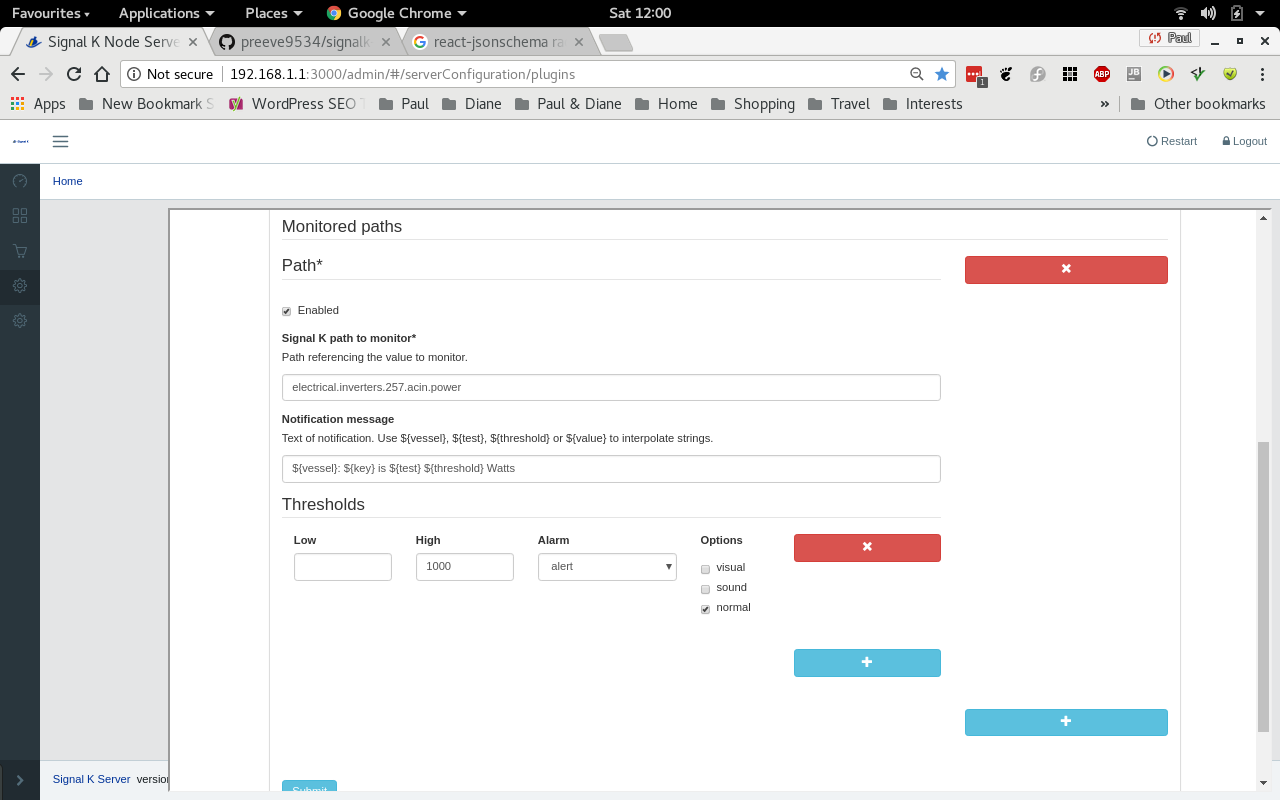 Favourites Applications Places Google Chrome Sat 12:00
Signal K Node Serve preeve9534/signalk react-jsonschema ra Paul
Not secure 192.168.1.1:3000/admin/#/serverConfiguration/plugins 1 ABP JB
Apps New Bookmark S WordPress SEO T Paul Diane Paul & Diane Home Shopping Travel Interests » Other bookmarks
Restart Logout
Home
Monitored paths
Path*
Enabled
Signal K path to monitor*
Path referencing the value to monitor.
electrical.inverters.257.acin.power
Notification message
Text of notification. Use ${vessel}, ${test}, ${threshold} or ${value} to interpolate strings.
${vessel}: ${key} is ${test} ${threshold} Watts
Thresholds
Low High Alarm Options
1000 alert visual
sound
normal
Signal K Server version
Submit